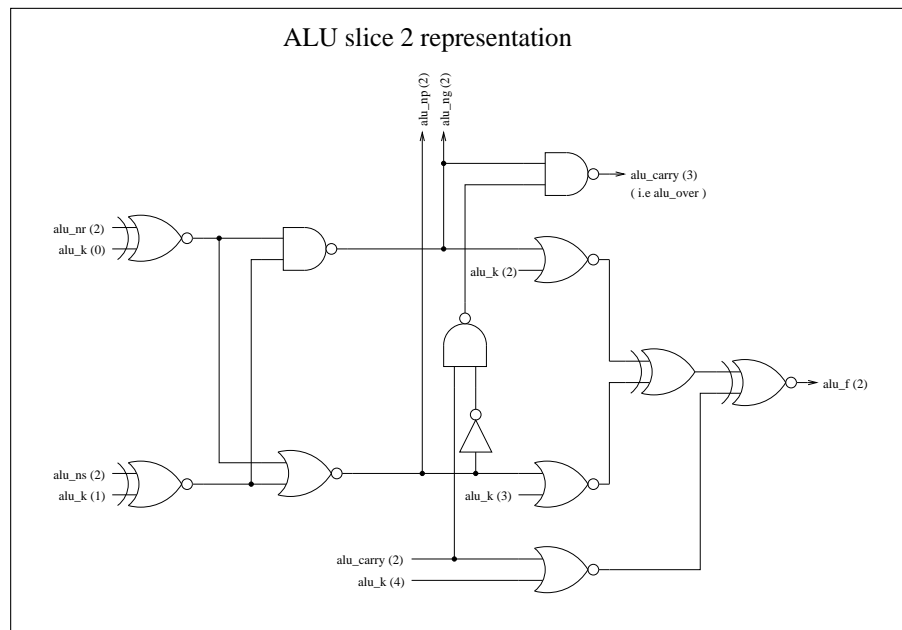 ALU slice 2 representation
alu_np (2)
alu_ng (2)
alu_carry (3)
( i.e alu_over )
alu_nr (2)
alu_k (0)
alu_k (2)
alu_f (2)
alu_ns (2)
alu_k (1)
alu_k (3)
alu_carry (2)
alu_k (4)